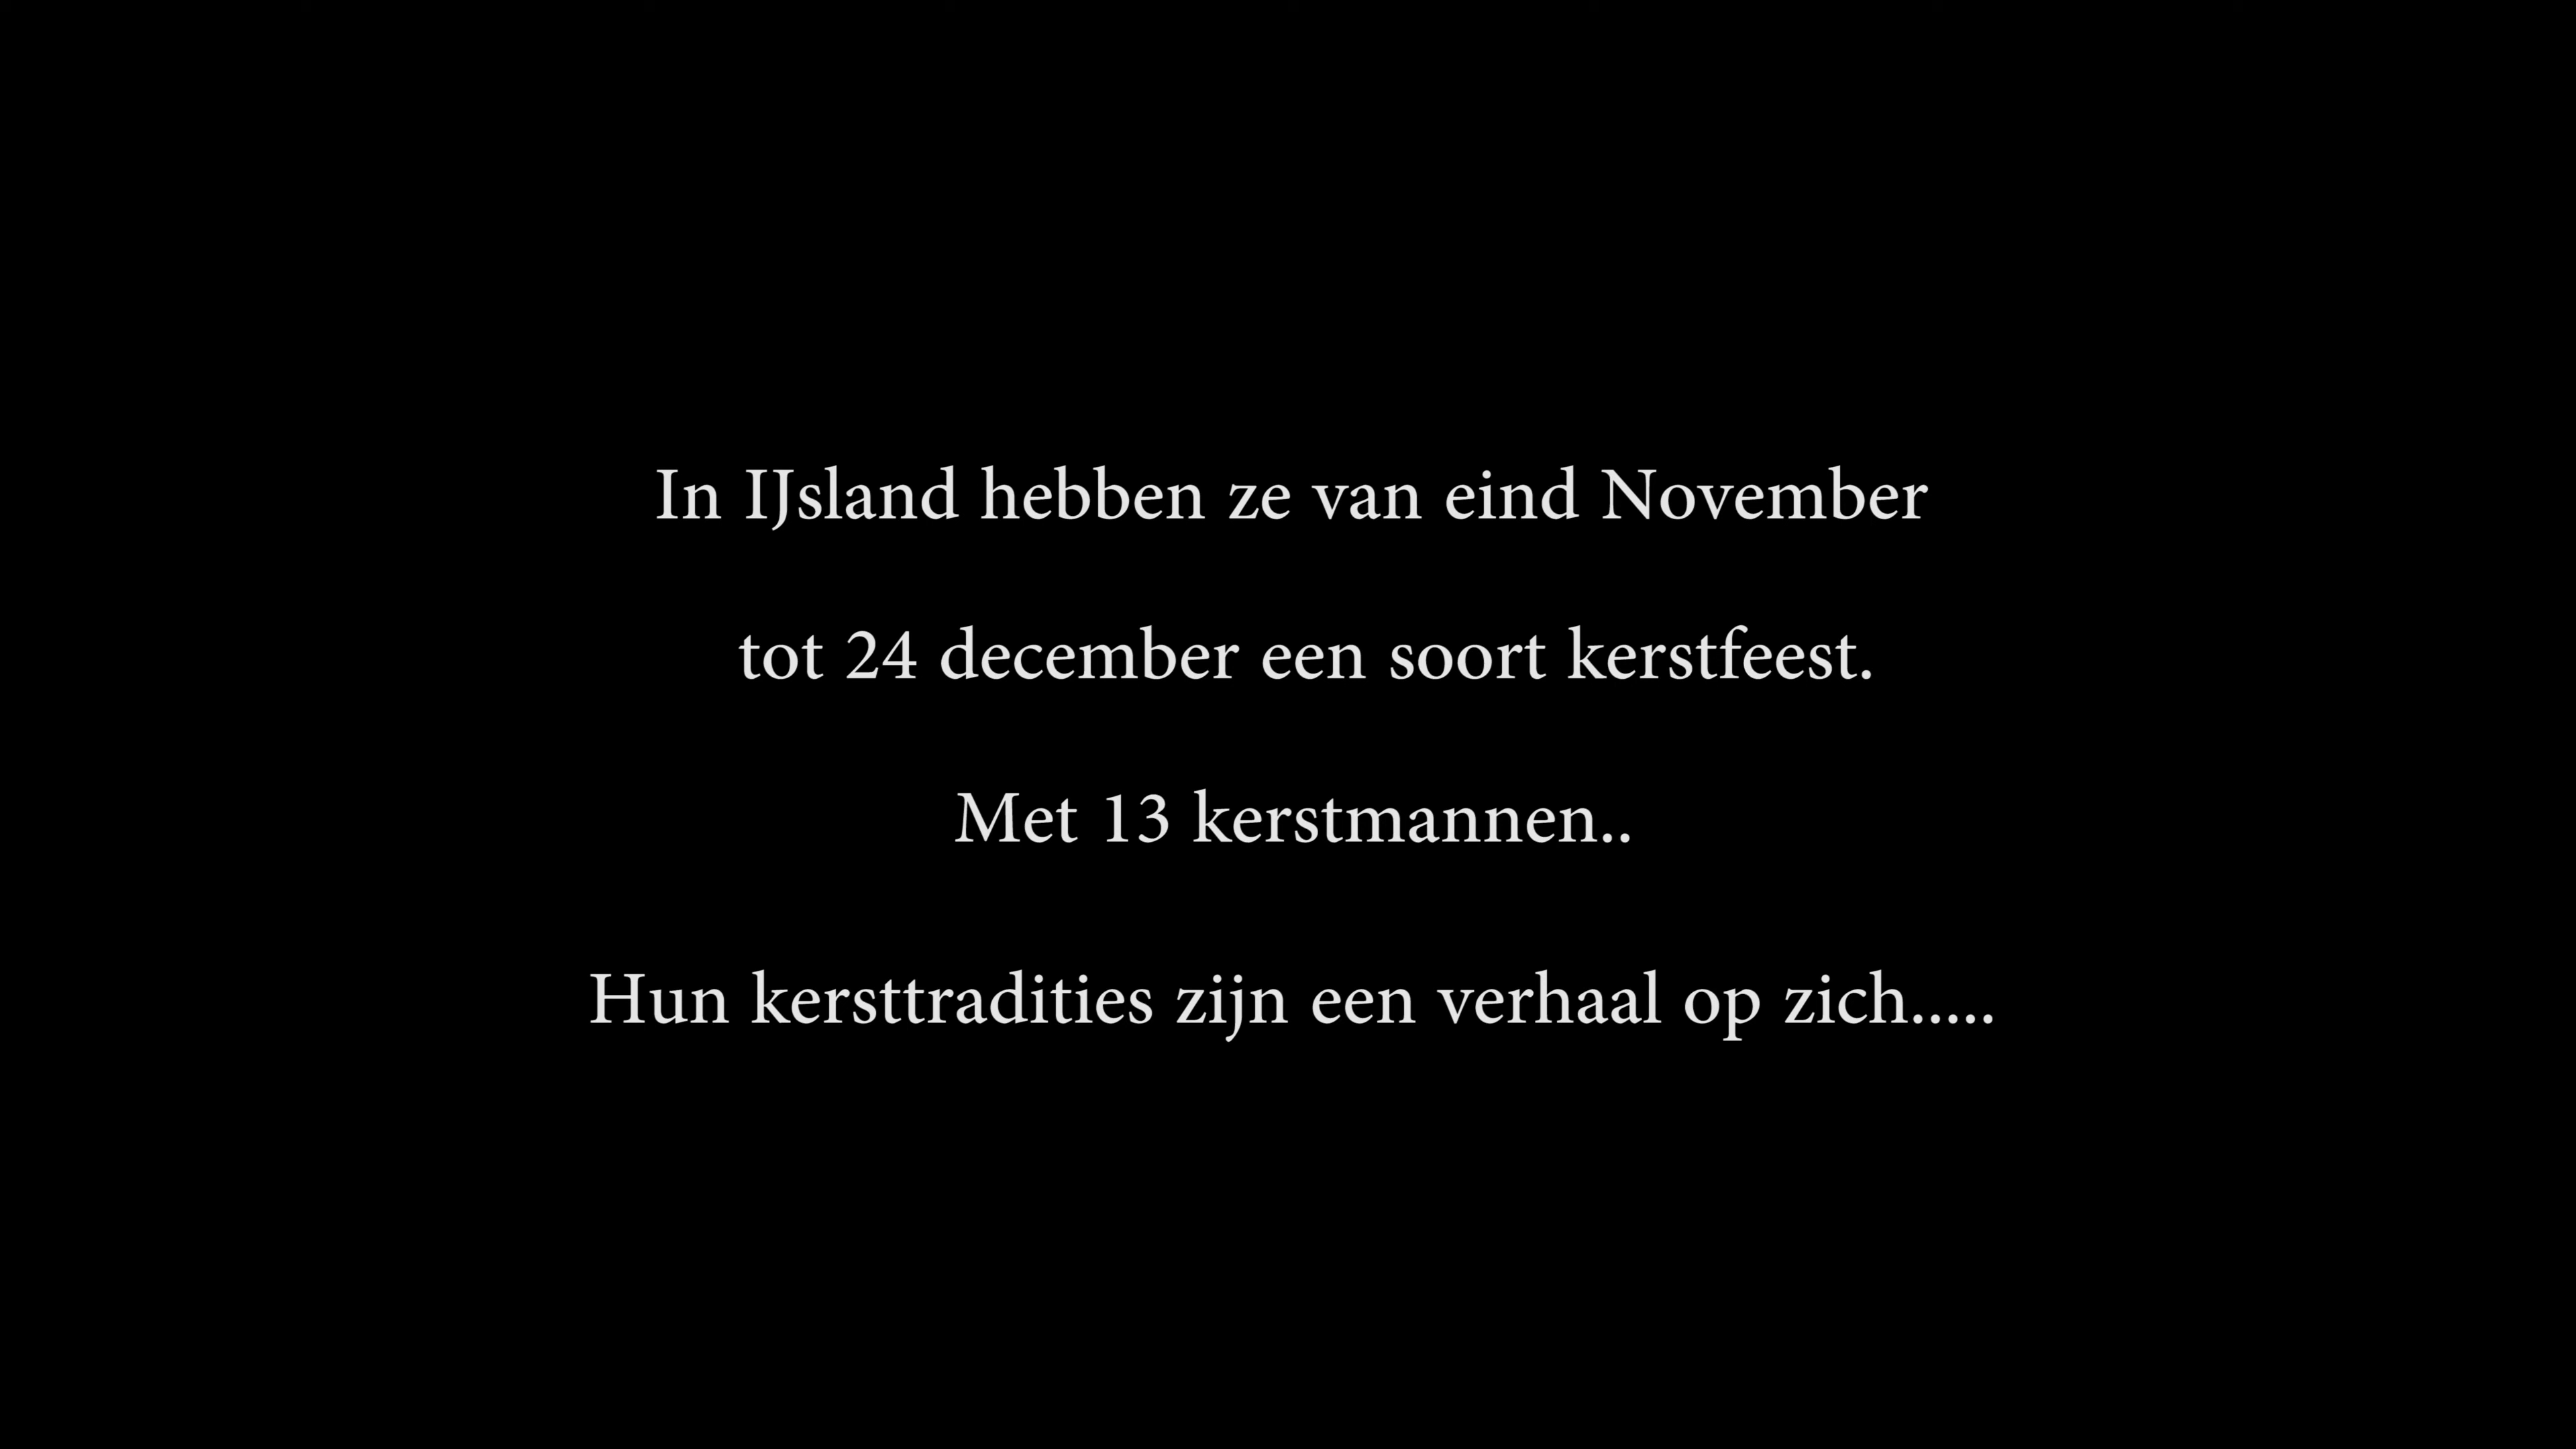 In IJsland hebben ze van eind November
tot 24 december een soort kerstfeest.
Met 13 kerstmannen..
Hun kersttradities zijn een verhaal op zich.....